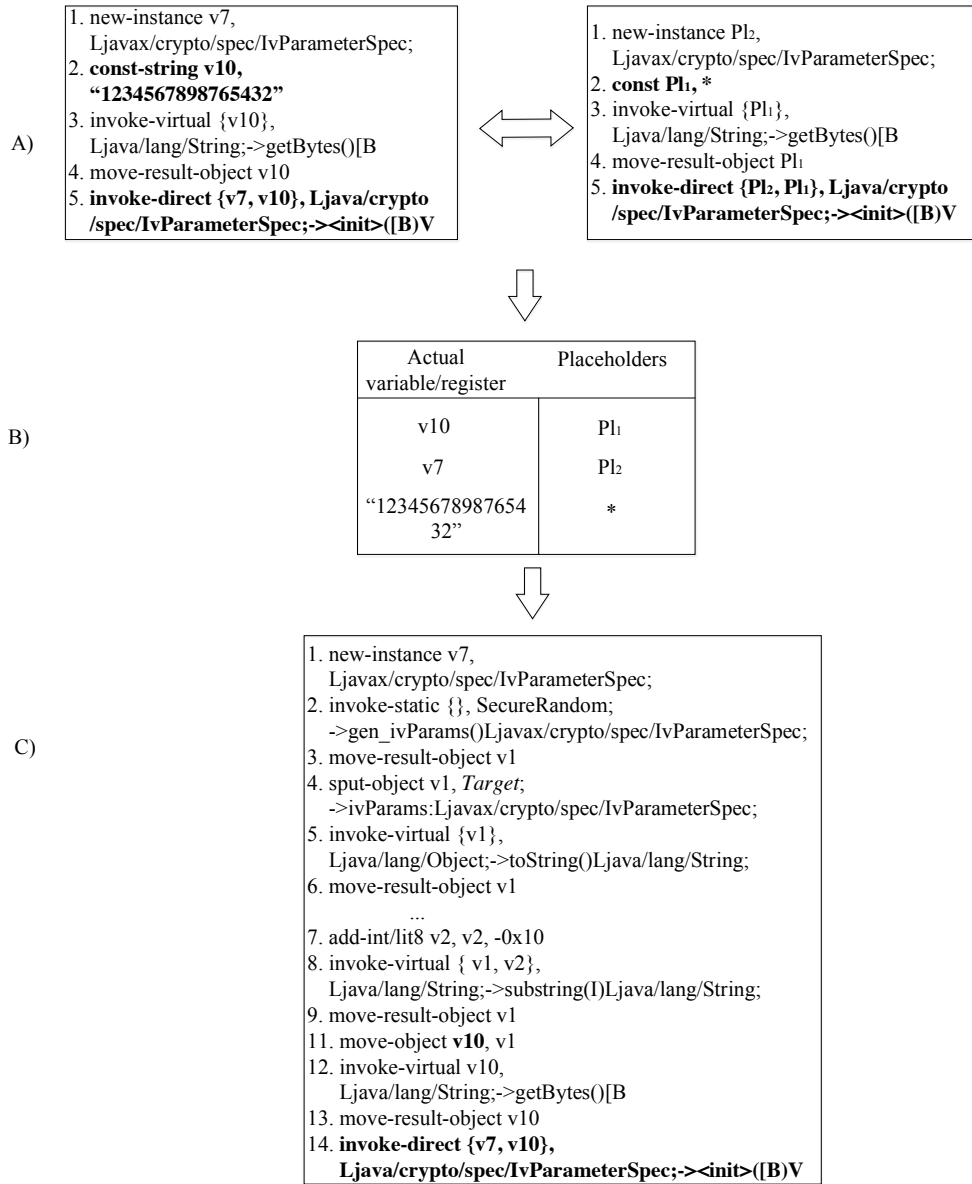 A)
1. new-instance v7,
Ljavax/crypto/spec/IvParameterSpec;
2. const-string v10,
“1234567898765432”
3. invoke-virtual {v10},
Ljava/lang/String;->getBytes()[B
4. move-result-object v10
5. invoke-direct {v7, v10}, Ljava/crypto
/spec/IvParameterSpec;-><init>([B)V
1. new-instance Pl2,
Ljavax/crypto/spec/IvParameterSpec;
2. const Pl1, *
3. invoke-virtual {Pl1},
Ljava/lang/String;->getBytes()[B
4. move-result-object Pl1
5. invoke-direct {Pl2, Pl1}, Ljava/crypto
/spec/IvParameterSpec;-><init>([B)V
B)
Actual Placeholders
variable/register
v10 Pl1
v7 Pl2
“12345678987654 *
32”
C)
1. new-instance v7,
Ljavax/crypto/spec/IvParameterSpec;
2. invoke-static {}, SecureRandom;
->gen_ivParams()Ljavax/crypto/spec/IvParameterSpec;
3. move-result-object v1
4. sput-object v1, Target;
->ivParams:Ljavax/crypto/spec/IvParameterSpec;
5. invoke-virtual {v1},
Ljava/lang/Object;->toString()Ljava/lang/String;
6. move-result-object v1
...
7. add-int/lit8 v2, v2, -0x10
8. invoke-virtual { v1, v2},
Ljava/lang/String;->substring(I)Ljava/lang/String;
9. move-result-object v1
11. move-object v10, v1
12. invoke-virtual v10,
Ljava/lang/String;->getBytes()[B
13. move-result-object v10
14. invoke-direct {v7, v10},
Ljava/crypto/spec/IvParameterSpec;-><init>([B)V